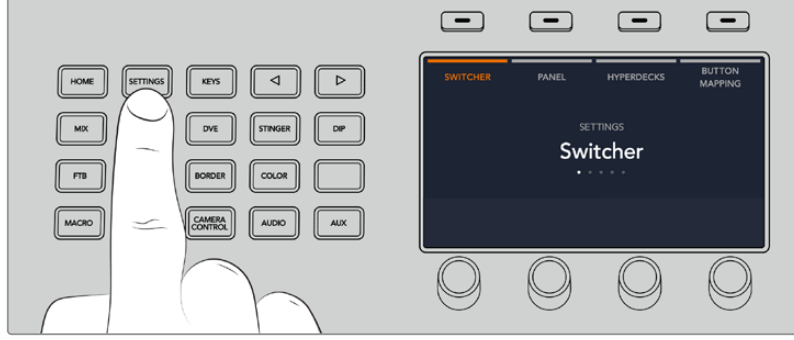 HOME
SETTINGS
KEYS
MIX
DVE
STINGER
DIP
FTB
BORDER
COLOR
MACRO
CAMERA
CONTROL
AUDIO
AUX
SWITCHER
PANEL
HYPERDECKS
BUTTON
MAPPING
SETTINGS
Switcher